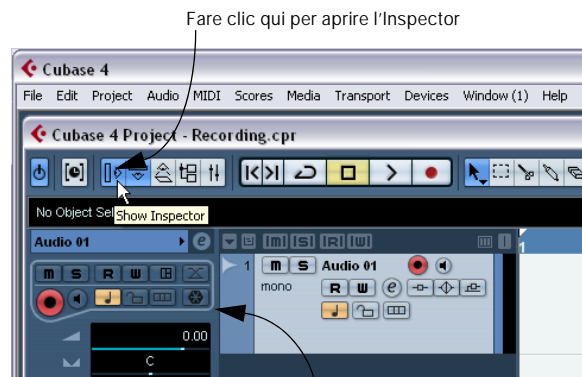 Fare clic qui per aprire l'Inspector
Cubase 4
File Edit Project Audio MIDI Scores Media Transport Devices Window (1) Help
Cubase 4 Project - Recording.cpr
No Object Sel
Show Inspector
Audio 01 e m s R w
1 m s Audio 01
m s R w
mono R w e
0.00
C